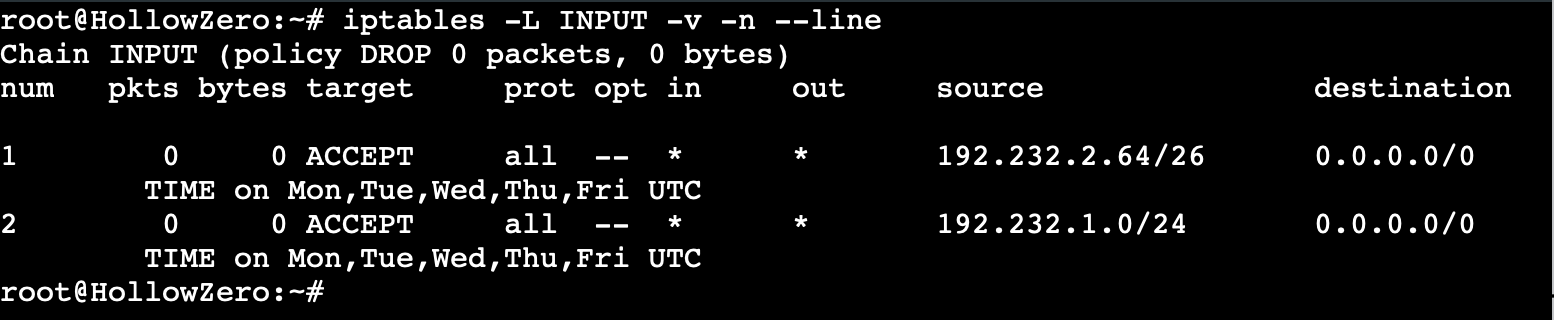 root@HollowZero:~# iptables -L INPUT -v -n --line
Chain INPUT (policy DROP 0 packets, 0 bytes)
num   pkts bytes target     prot opt in     out     source               destination
1        0     0 ACCEPT     all  --  *      *       192.232.2.64/26      0.0.0.0/0
        TIME on Mon,Tue,Wed,Thu,Fri UTC
2        0     0 ACCEPT     all  --  *      *       192.232.1.0/24       0.0.0.0/0
        TIME on Mon,Tue,Wed,Thu,Fri UTC
root@HollowZero:~#